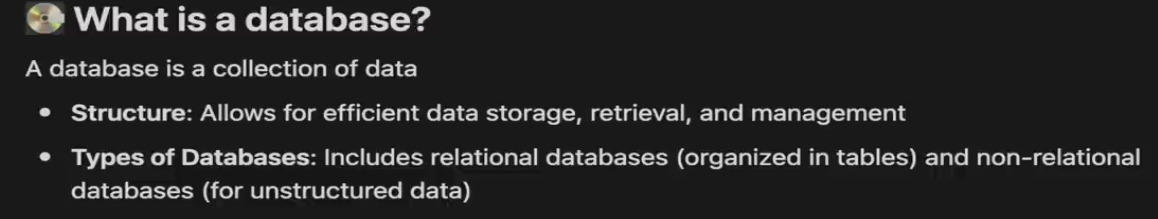 What is a database?
A database is a collection of data
• Structure: Allows for efficient data storage, retrieval, and management
• Types of Databases: Includes relational databases (organized in tables) and non-relational
databases (for unstructured data)